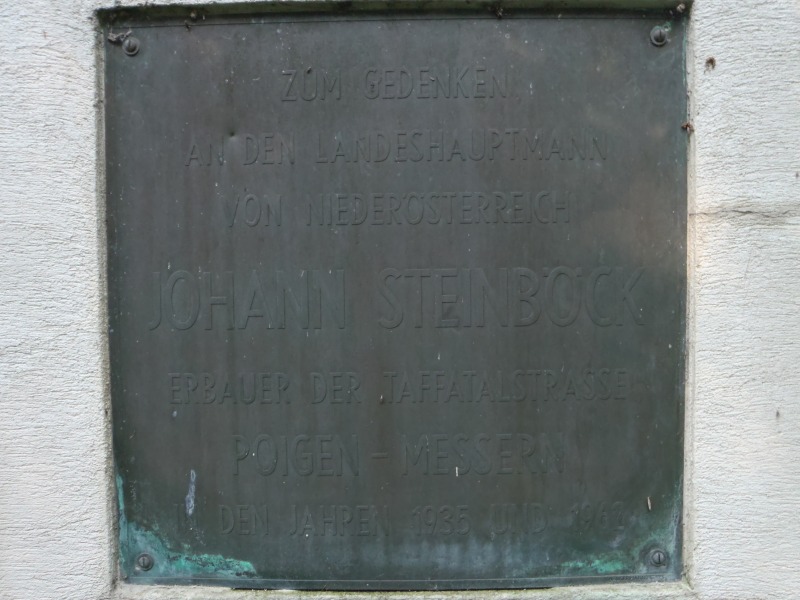 ZUM GEDENKEN
AN DEN LANDESHAUPTMANN
VON NIEDERÖSTERREICH
JOHANN STEINBÖCK
ERBAUER DER TAFFATALSTRASSE
POIGEN - MESSERN
IN DEN JAHREN 1935 UND